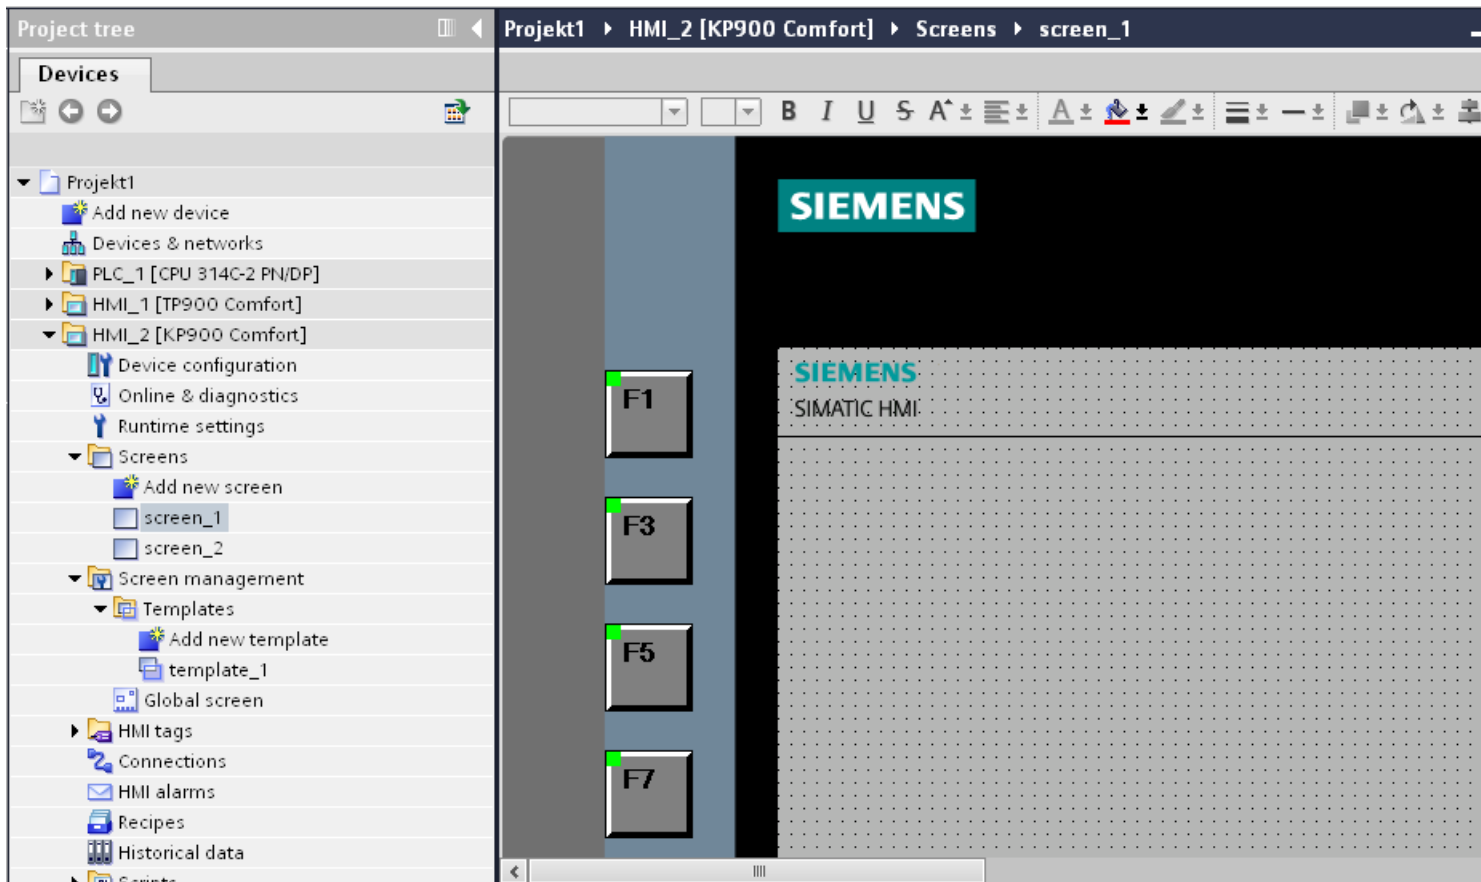 Project tree
Projekt1 HMI_2 [KP900 Comfort] Screens screen_1
Devices
B I U S A A
Projekt1
Add new device
Devices & networks
PLC_1 [CPU 314C-2 PN/DP]
HMI_1 [TP900 Comfort]
HMI_2 [KP900 Comfort]
Device configuration
Online & diagnostics
Runtime settings
Screens
Add new screen
screen_1
screen_2
Screen management
Templates
Add new template
template_1
Global screen
HMI tags
Connections
HMI alarms
Recipes
Historical data
Scripts
SIEMENS
SIEMENS
SIMATIC HMI
F1
F3
F5
F7